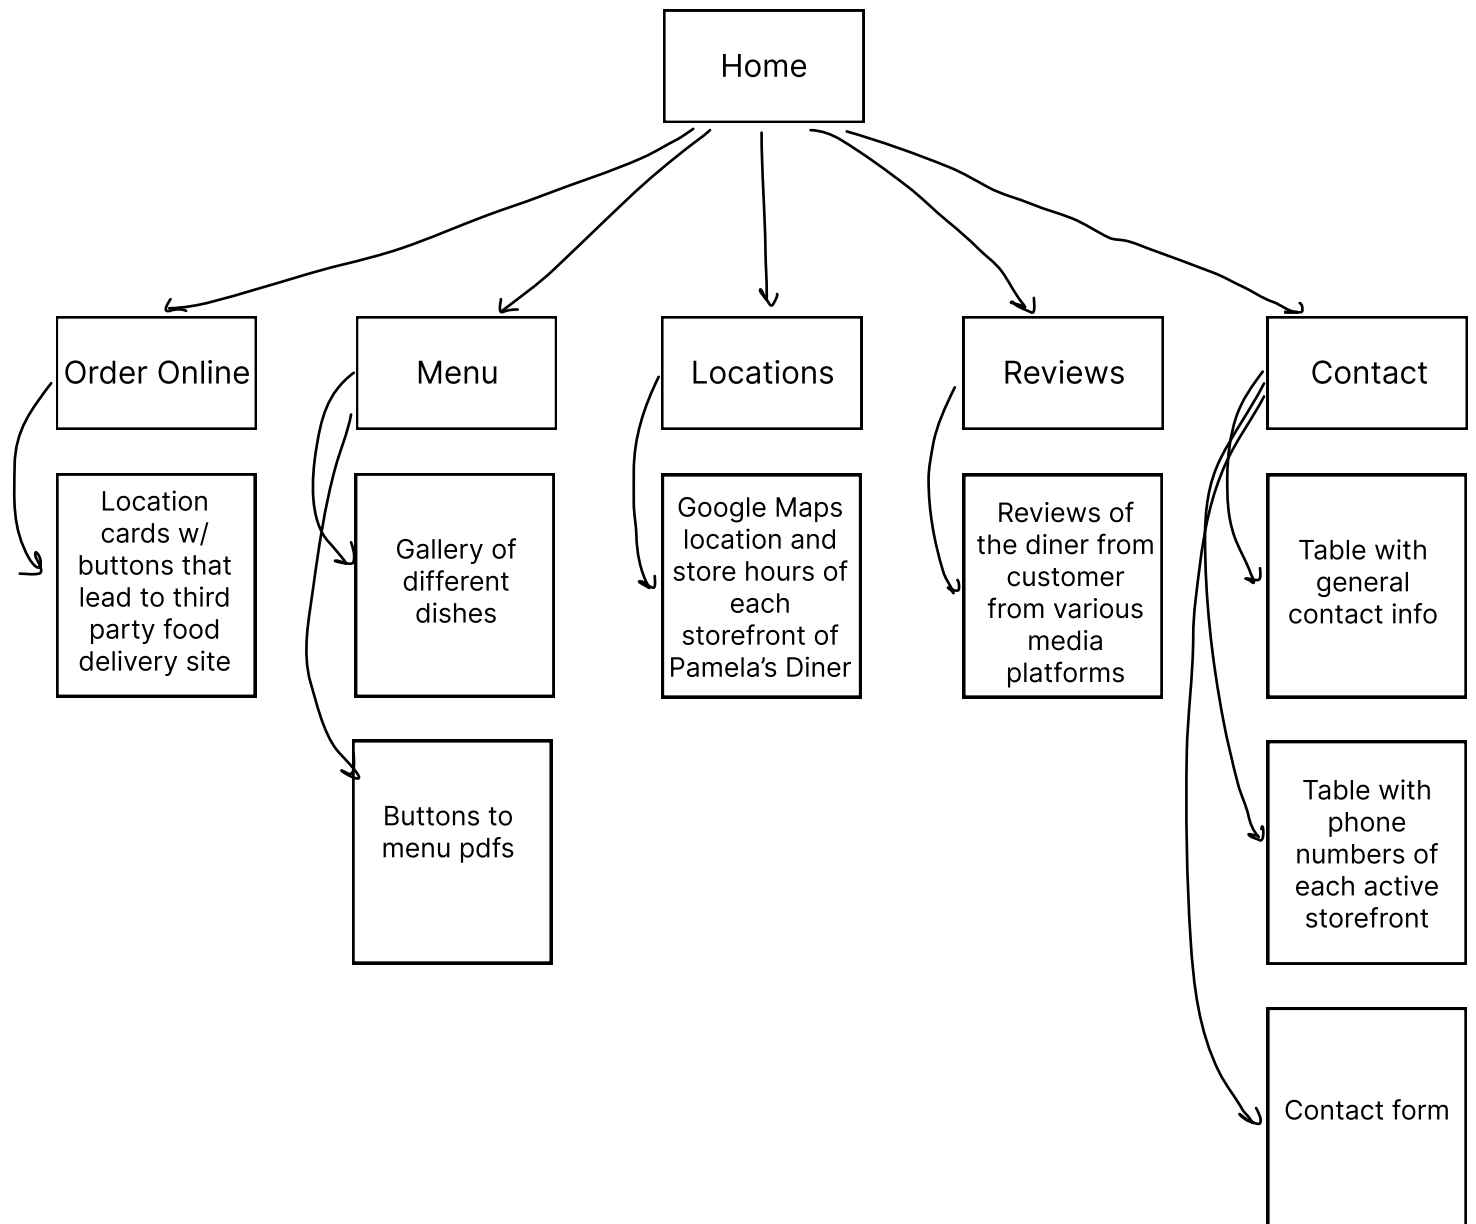 Home
Order Online
Menu
Locations
Reviews
Contact
Location
cards w/
buttons that
lead to third
party food
delivery site
Gallery of
different
dishes
Buttons to
menu pdfs
Google Maps
location and
store hours of
each
storefront of
Pamela’s Diner
Reviews of
the diner from
customer
from various
media
platforms
Table with
general
contact info
Table with
phone
numbers of
each active
storefront
Contact form